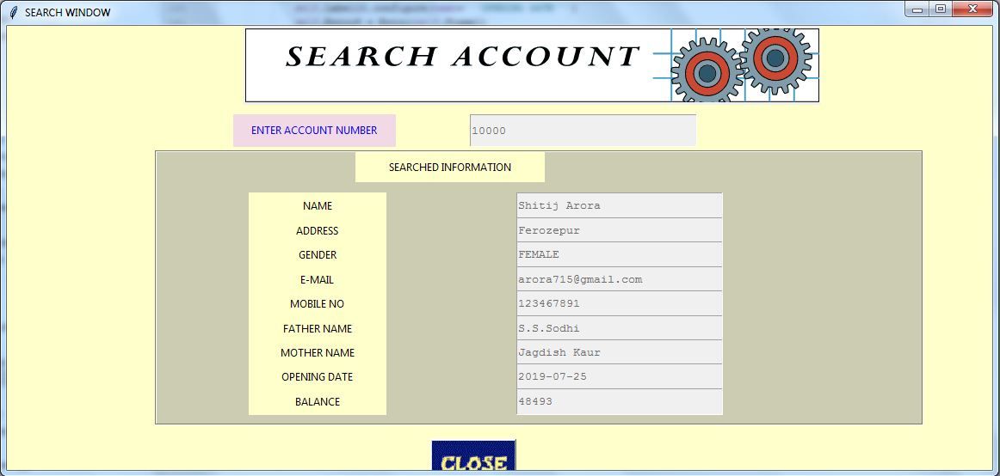 SEARCH WINDOW
SEARCH ACCOUNT
ENTER ACCOUNT NUMBER 10000
SEARCHED INFORMATION
NAME Shitij Arora
ADDRESS Ferozepur
GENDER FEMALE
E-MAIL arora715@gmail.com
MOBILE NO 123467891
FATHER NAME S.S.Sodhi
MOTHER NAME Jagdish Kaur
OPENING DATE 2019-07-25
BALANCE 48493
CLOSE